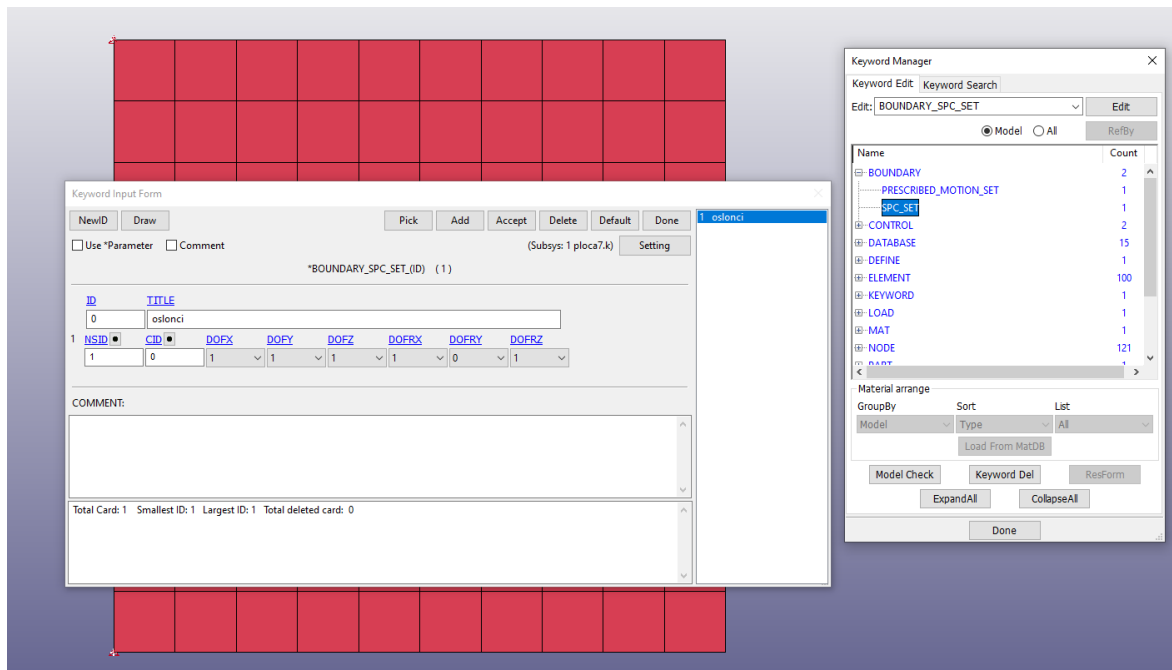 Keyword Manager
Keyword Edit Keyword Search
Edit: BOUNDARY_SPC_SET Edit
Model All RefBy
Name Count
BOUNDARY 2
PRESCRIBED_MOTION_SET 1
SPC_SET 1
CONTROL 2
DATABASE 15
DEFINE 1
ELEMENT 100
KEYWORD 1
LOAD 1
MAT 1
NODE 121
PART 1
Material arrange
GroupBy Sort List
Model Type All
Load From MatDB
Model Check Keyword Del ResForm
ExpandAll CollapseAll
Done
Keyword Input Form
NewID Draw Pick Add Accept Delete Default Done
Use *Parameter Comment (Subsys: 1 ploca7.k) Setting
*BOUNDARY_SPC_SET_(ID) (1)
ID TITLE
0 oslonci
1 NSID CID DOFX DOFY DOFZ DOFRX DOFRY DOFRZ
1 0 1 1 1 1 0 1
COMMENT:
Total Card: 1 Smallest ID: 1 Largest ID: 1 Total deleted card: 0
1 oslonci